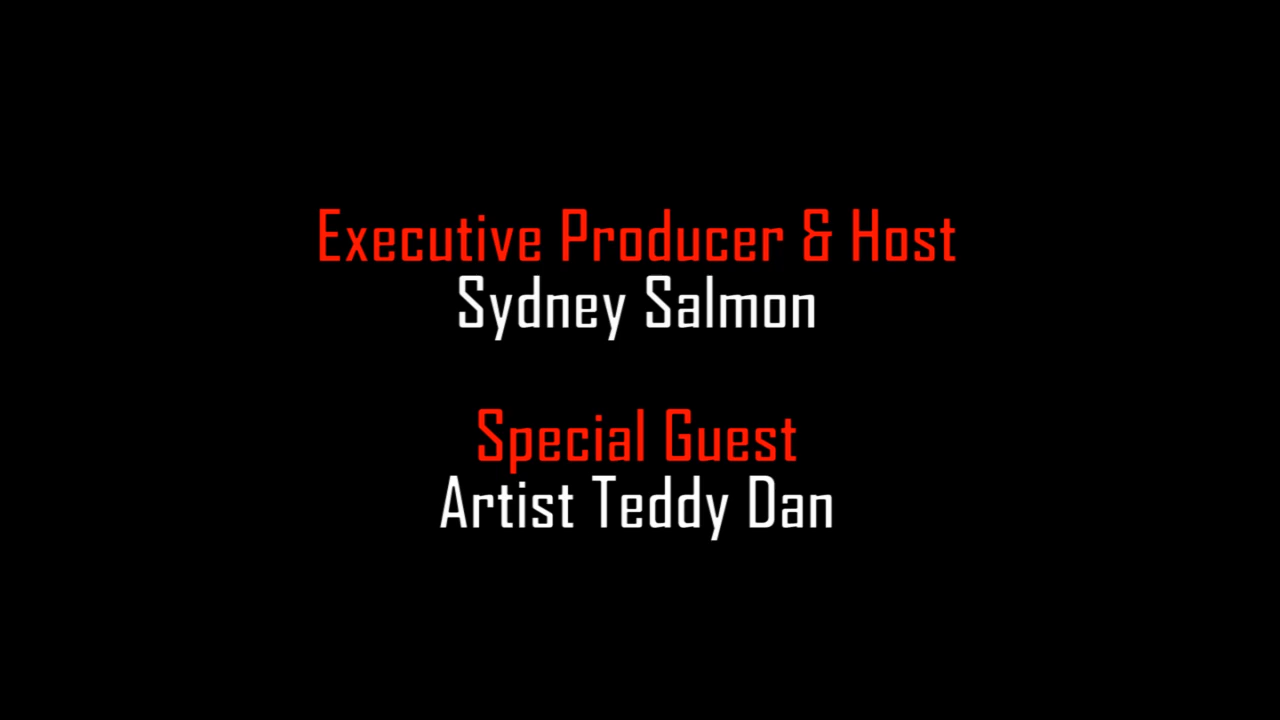 Executive Producer & Host
Sydney Salmon
Special Guest
Artist Teddy Dan